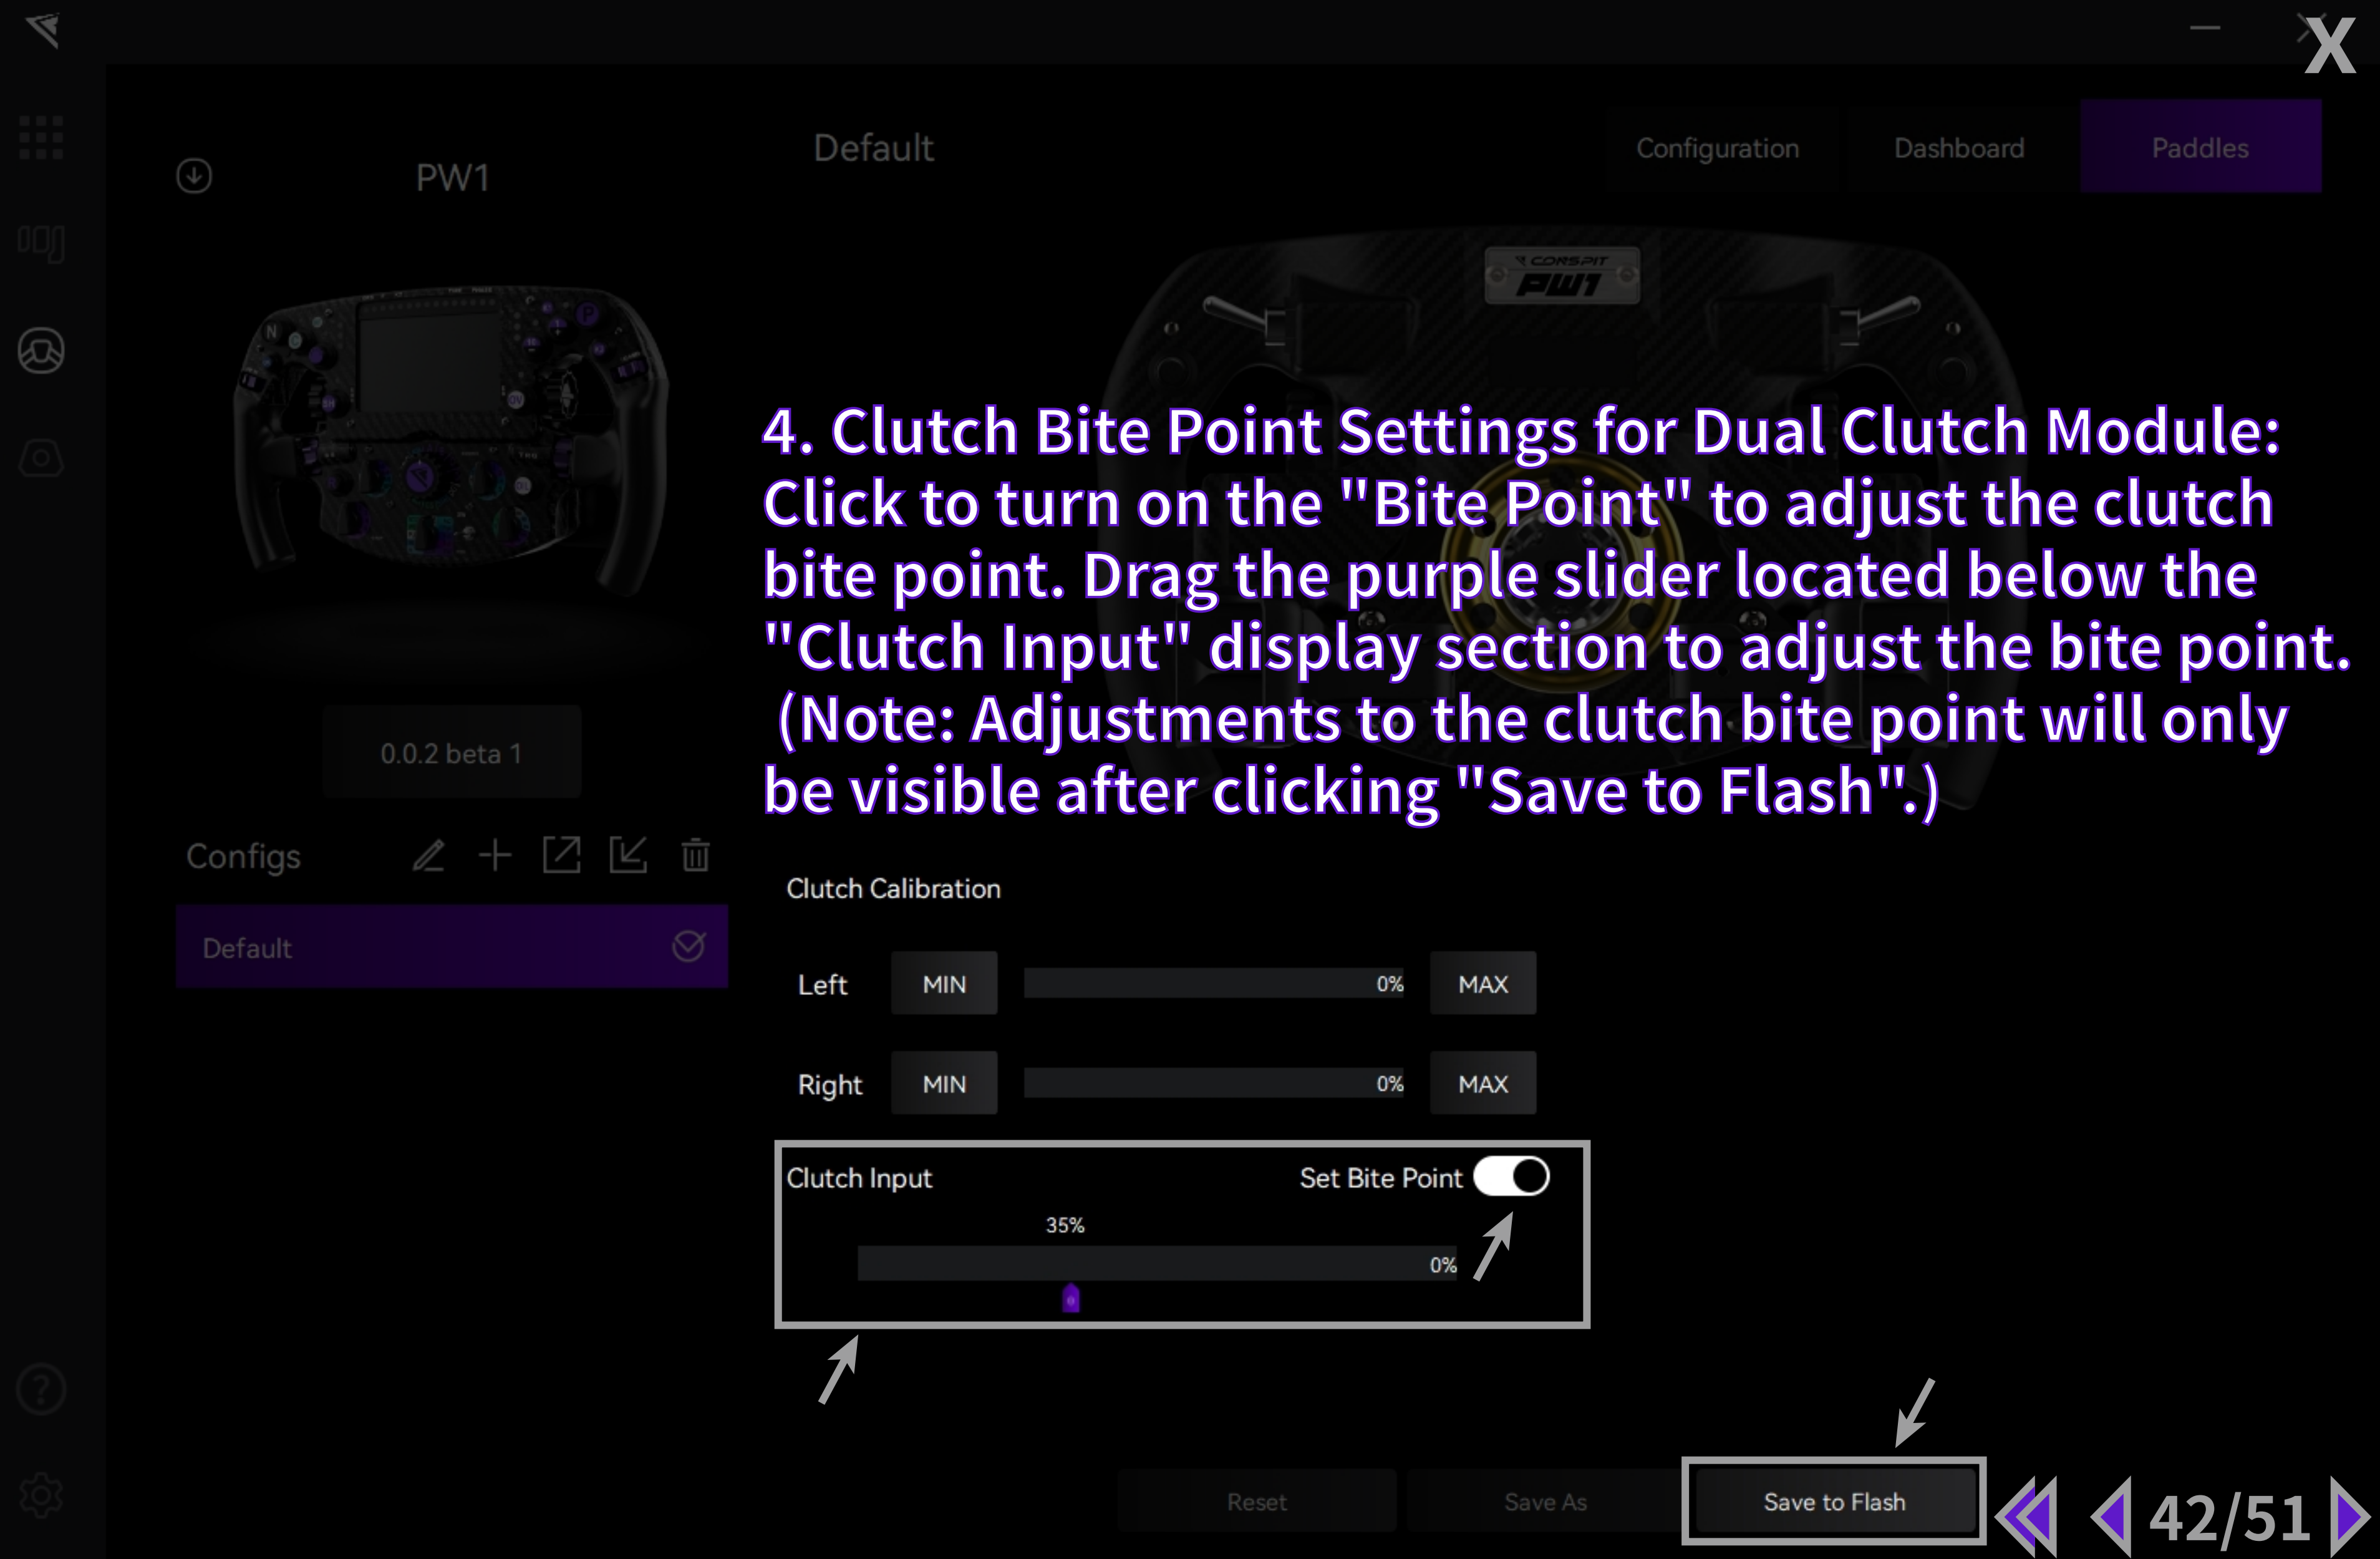 X
PW1
Default
Configuration
Dashboard
Paddles
CORSPIT
PW1
4. Clutch Bite Point Settings for Dual Clutch Module:
Click to turn on the "Bite Point" to adjust the clutch
bite point. Drag the purple slider located below the
"Clutch Input" display section to adjust the bite point.
(Note: Adjustments to the clutch bite point will only
be visible after clicking "Save to Flash".)
0.0.2 beta 1
Configs
Default
Clutch Calibration
Left MIN 0% MAX
Right MIN 0% MAX
Clutch Input Set Bite Point
35%
0%
Reset
Save As
Save to Flash
42/51